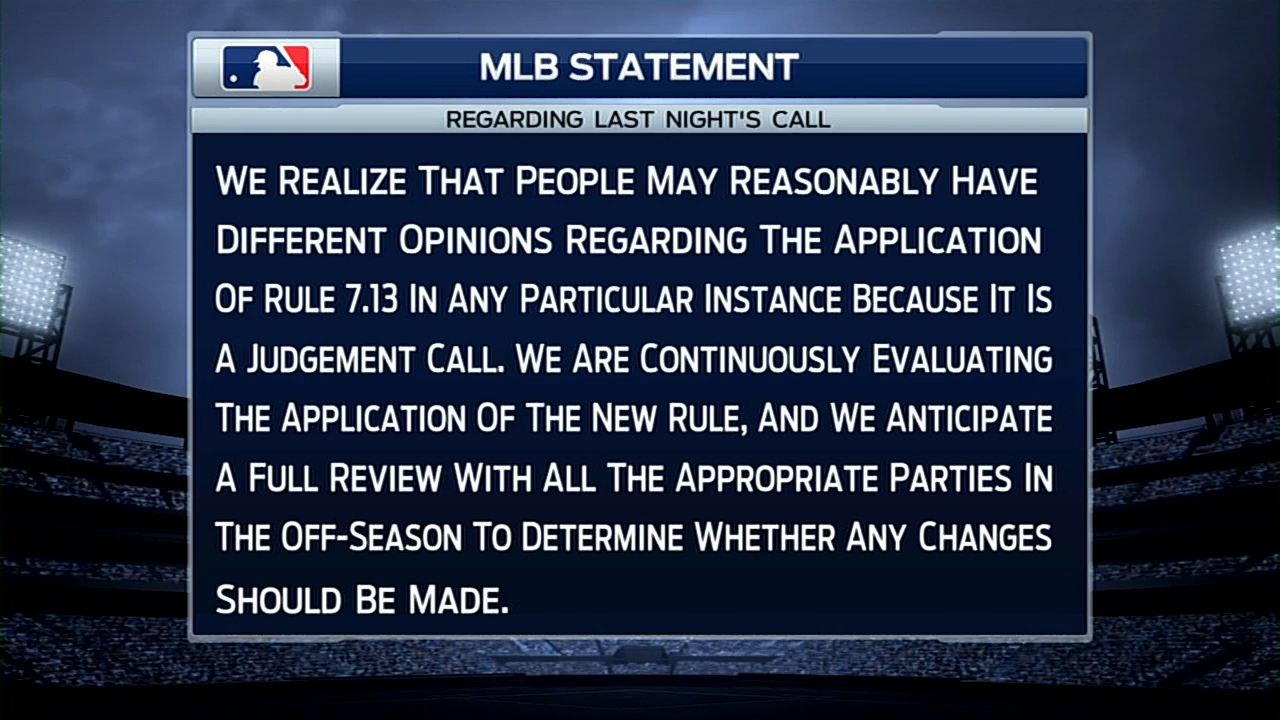 MLB STATEMENT
REGARDING LAST NIGHT'S CALL
WE REALIZE THAT PEOPLE MAY REASONABLY HAVE
DIFFERENT OPINIONS REGARDING THE APPLICATION
OF RULE 7.13 IN ANY PARTICULAR INSTANCE BECAUSE IT IS
A JUDGEMENT CALL. WE ARE CONTINUOUSLY EVALUATING
THE APPLICATION OF THE NEW RULE, AND WE ANTICIPATE
A FULL REVIEW WITH ALL THE APPROPRIATE PARTIES IN
THE OFF-SEASON TO DETERMINE WHETHER ANY CHANGES
SHOULD BE MADE.